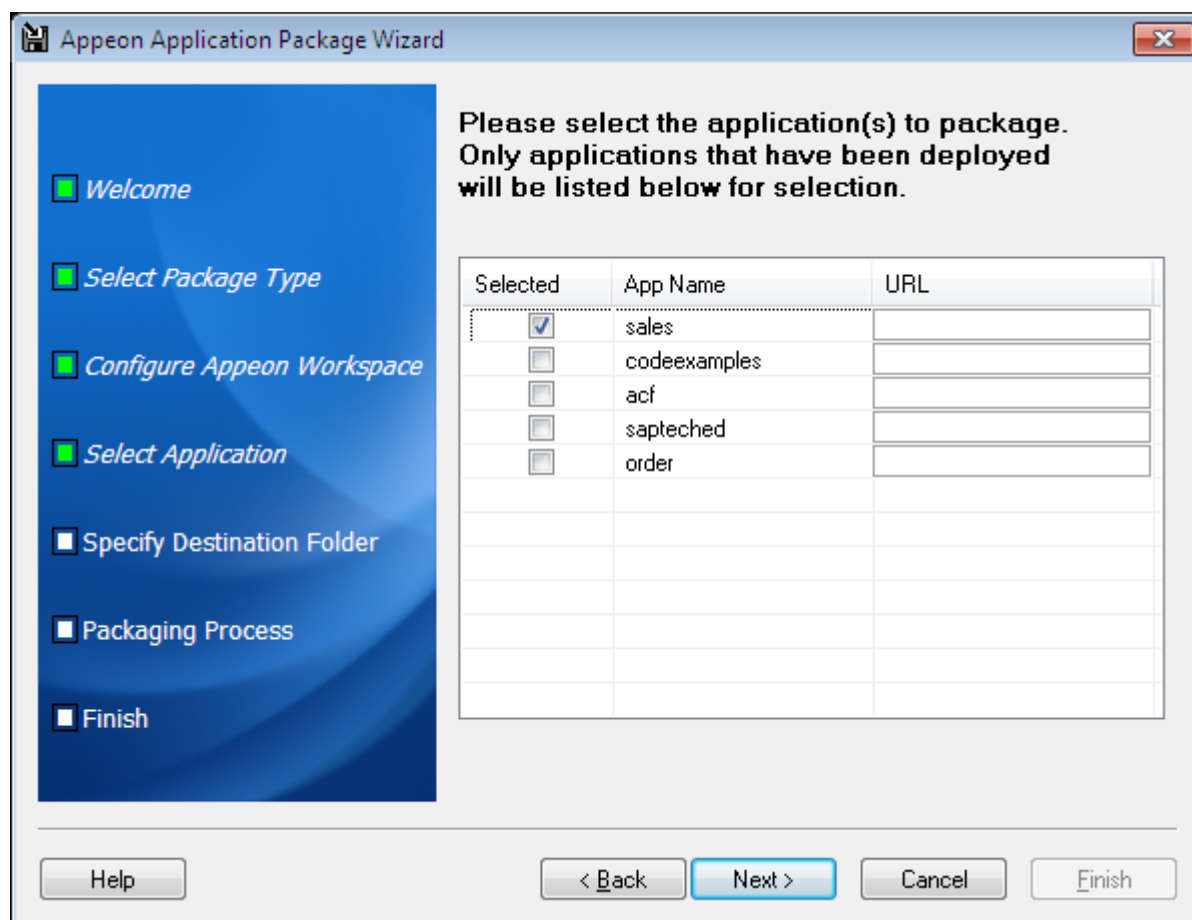 Appeon Application Package Wizard
Welcome
Select Package Type
Configure Appeon Workspace
Select Application
Specify Destination Folder
Packaging Process
Finish
Please select the application(s) to package.
Only applications that have been deployed
will be listed below for selection.
Selected App Name URL
sales
codeexamples
acf
sapteched
order
Help < Back Next > Cancel Finish